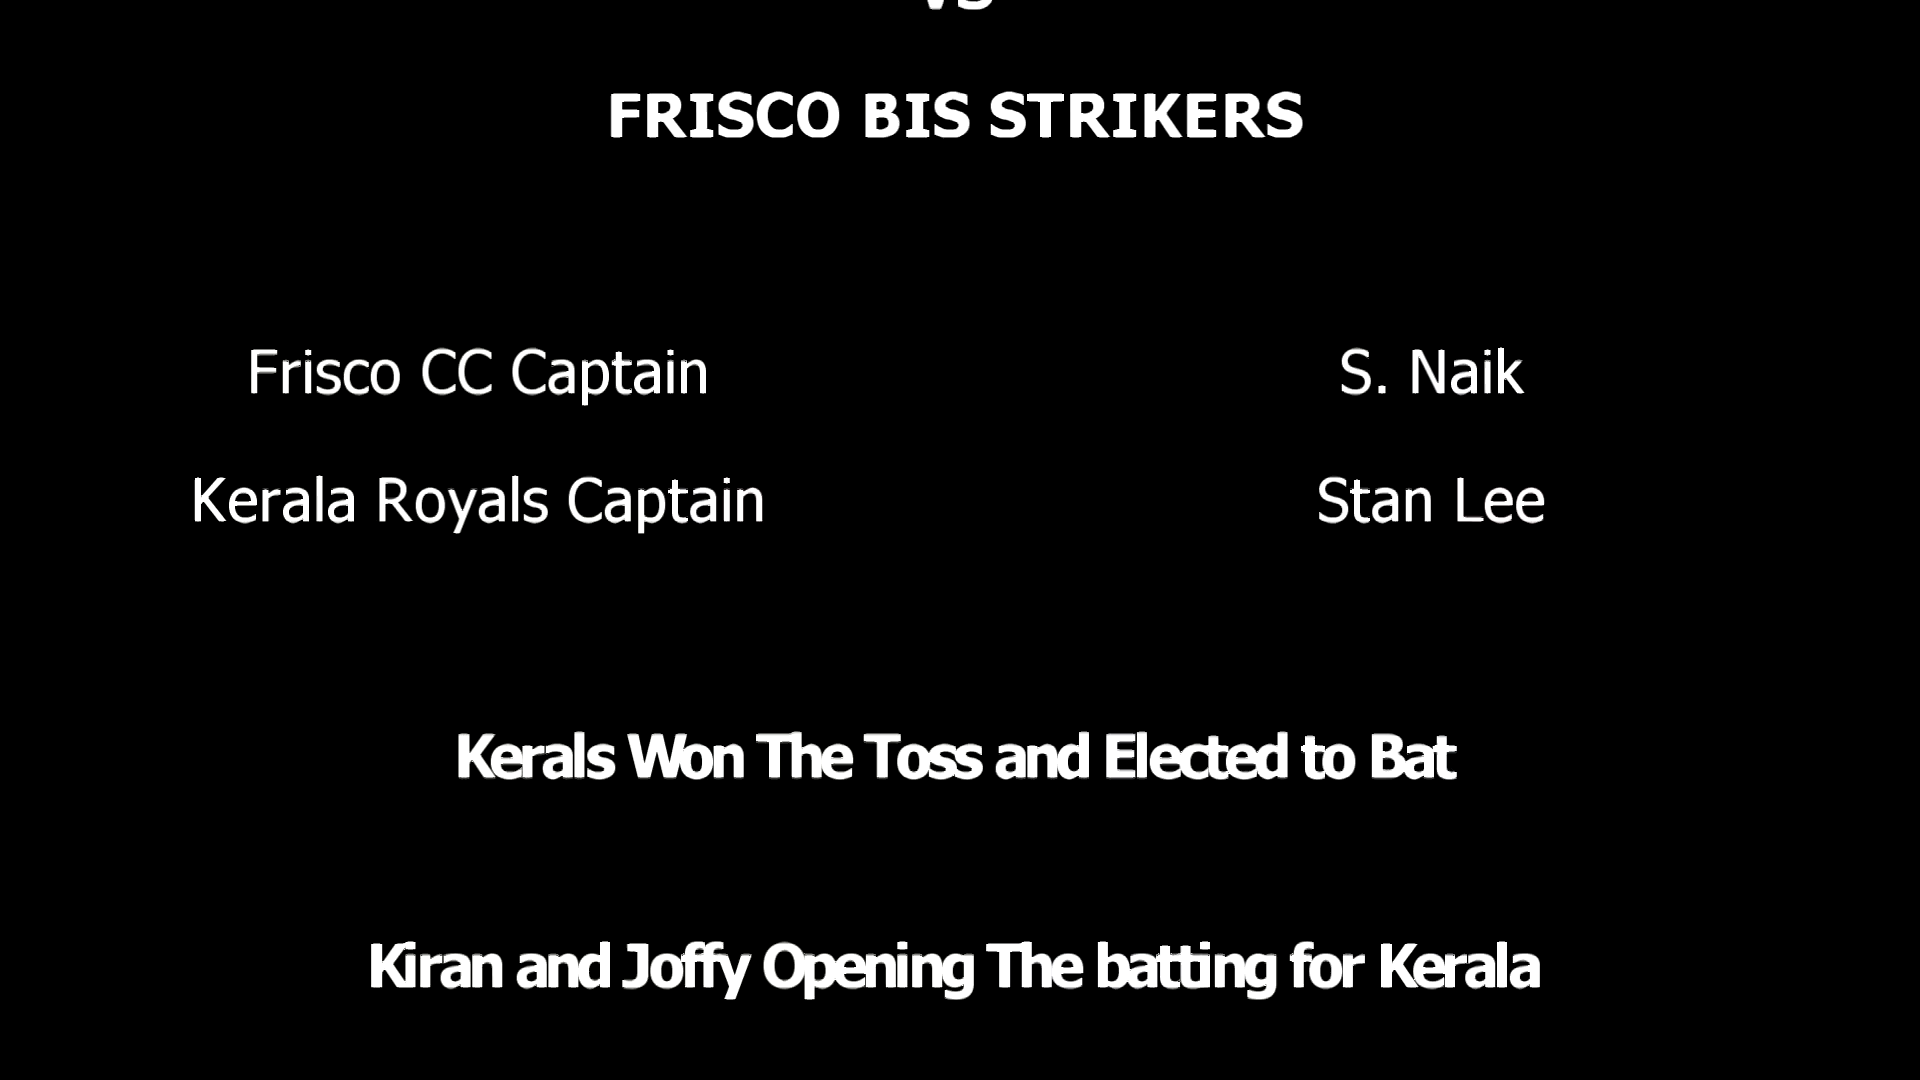 VS
FRISCO BIS STRIKERS
Frisco CC Captain S. Naik
Kerala Royals Captain Stan Lee
Kerals Won The Toss and Elected to Bat
Kiran and Joffy Opening The batting for Kerala